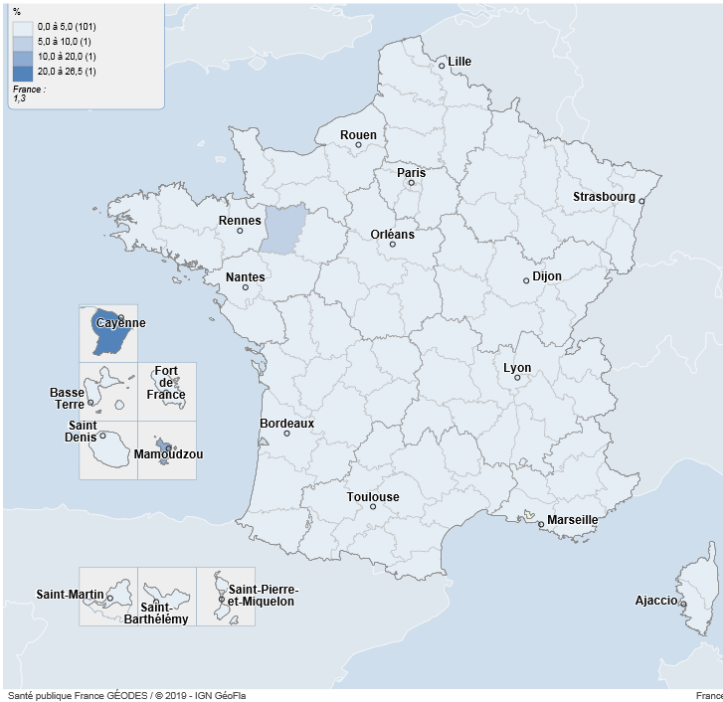 %
0,0 à 5,0 (101)
5,0 à 10,0 (1)
10,0 à 20,0 (1)
20,0 à 26,5 (1)
France :
1,3
Lille
Rouen
Paris
Strasbourg
Rennes
Orléans
Nantes
Dijon
Cayenne
Lyon
Fort
de
France
Basse
Terre
Saint
Denis
Mamoudzou
Bordeaux
Toulouse
Marseille
Saint-Martin
Saint-
Barthélémy
Saint-Pierre-
et-Miquelon
Ajaccio
Santé publique France GÉODES / © 2019 - IGN GéoFla
France